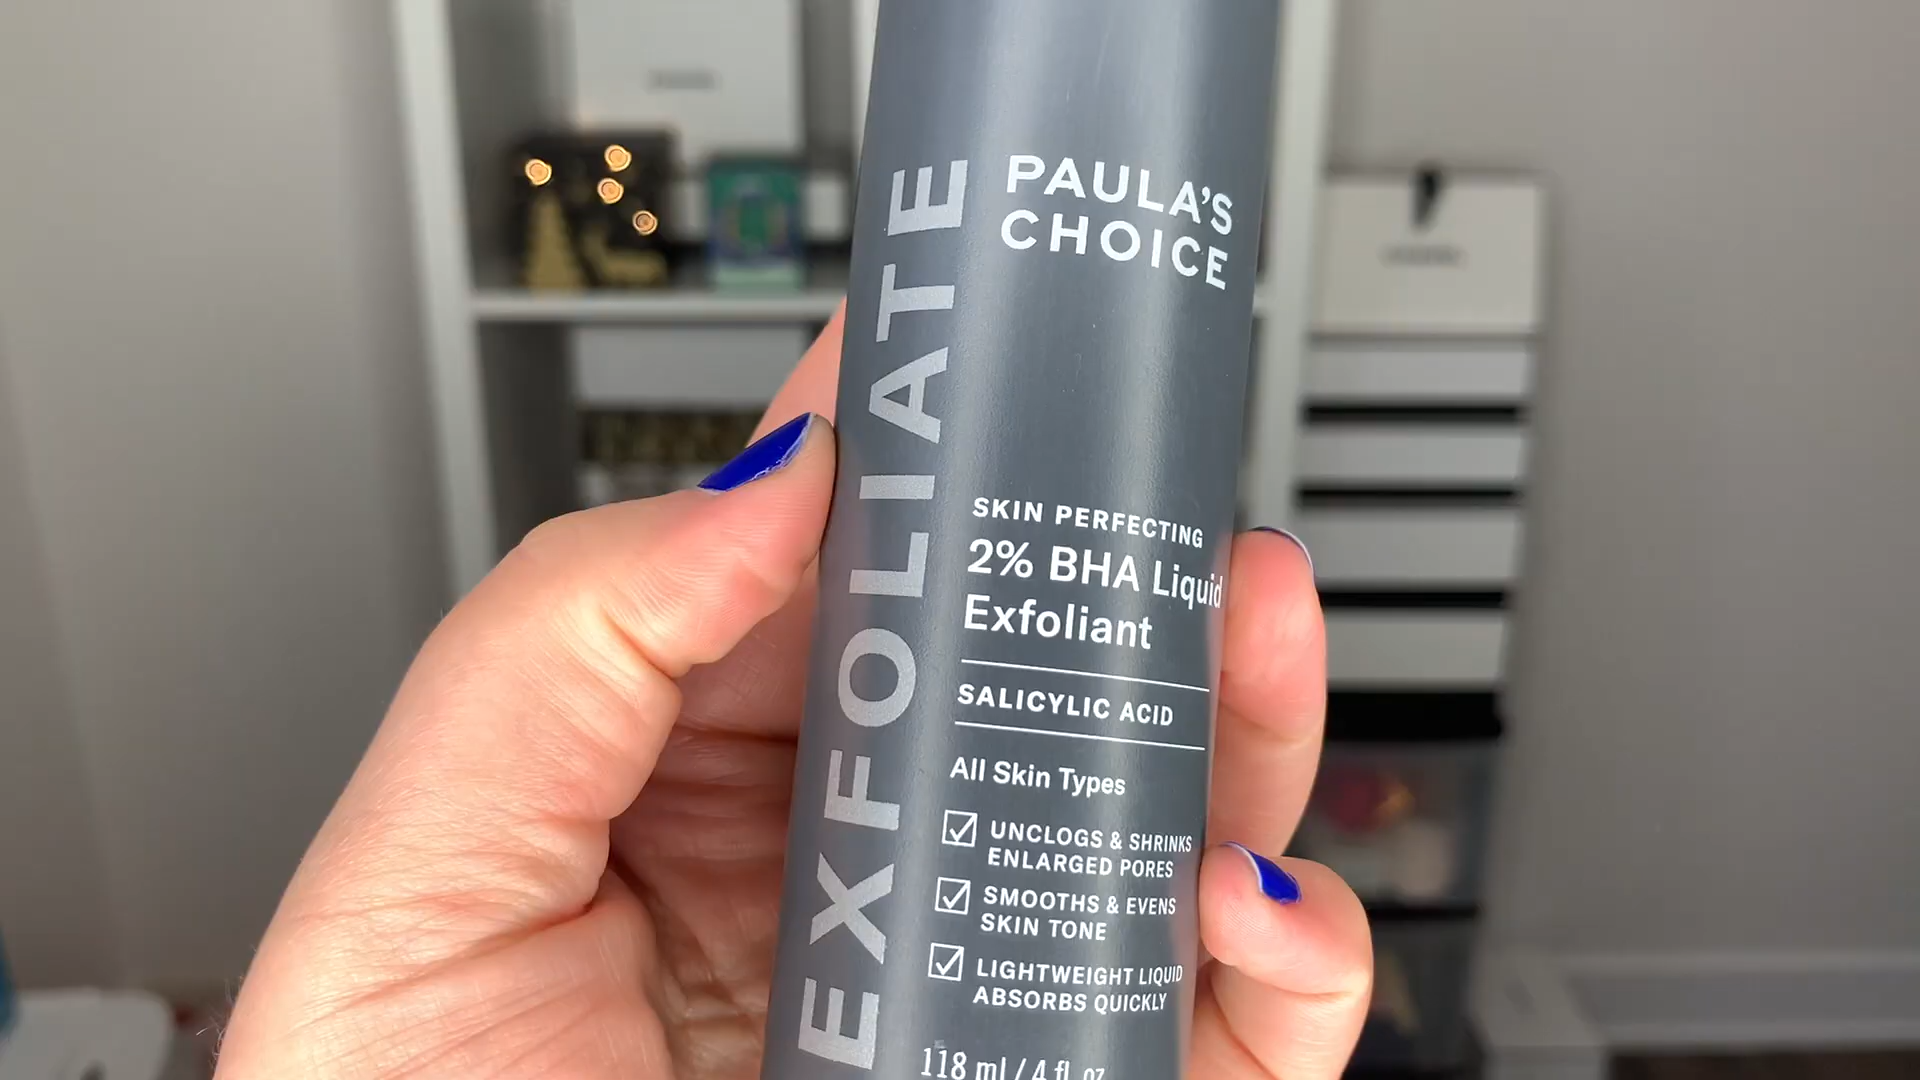 EXFOLIATE
PAULA'S
CHOICE
SKIN PERFECTING
2% BHA Liquid
Exfoliant
SALICYLIC ACID
All Skin Types
UNCLOGS & SHRINKS
ENLARGED PORES
SMOOTHS & EVENS
SKIN TONE
LIGHTWEIGHT LIQUID
ABSORBS QUICKLY
118 ml / 4 fl. oz.